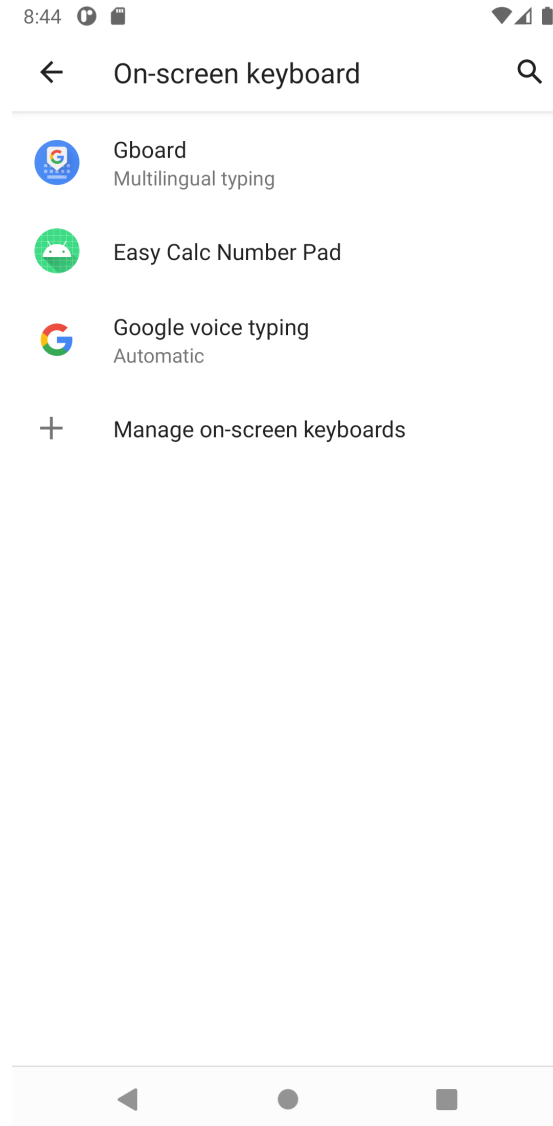 8:44
On-screen keyboard
Gboard
Multilingual typing
Easy Calc Number Pad
Google voice typing
Automatic
Manage on-screen keyboards